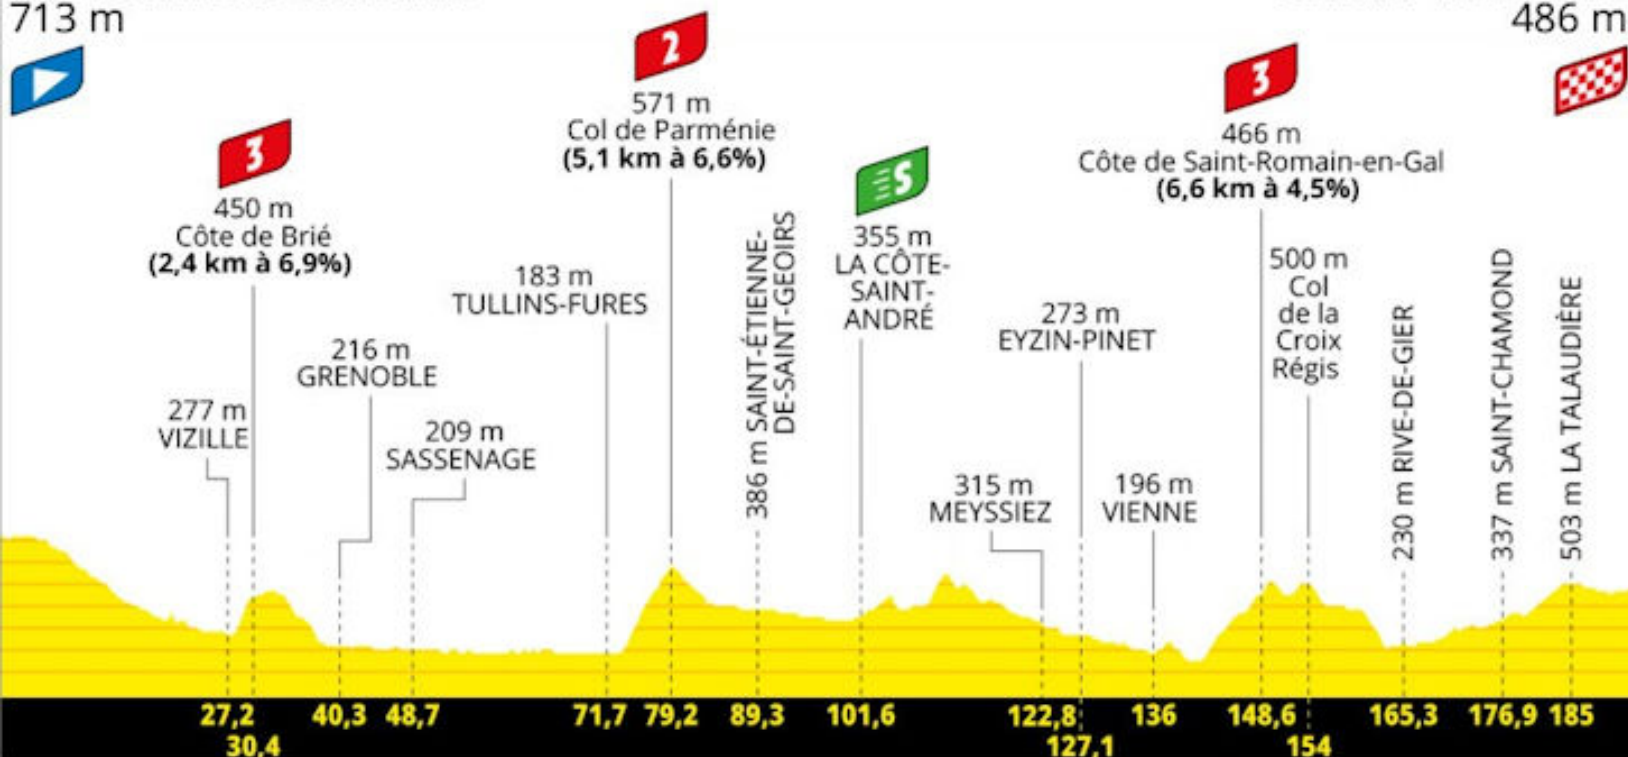 713 m
486 m
2
571 m
Col de Parménie
(5,1 km à 6,6%)
3
466 m
Côte de Saint-Romain-en-Gal
(6,6 km à 4,5%)
3
450 m
Côte de Brié
(2,4 km à 6,9%)
S
355 m
LA CÔTE-
SAINT-
ANDRÉ
183 m
TULLINS-FURES
386 m SAINT-ÉTIENNE-
DE-SAINT-GEOIRS
500 m
Col
de la
Croix
Régis
273 m
EYZIN-PINET
216 m
GRENOBLE
277 m
VIZILLE
209 m
SASSENAGE
315 m
MEYSSIEZ
196 m
VIENNE
230 m RIVE-DE-GIER
337 m SAINT-CHAMOND
503 m LA TALAUDIÈRE
27,2 40,3 48,7 71,7 79,2 89,3 101,6 122,8 136 148,6 165,3 176,9 185
30,4 127,1 154